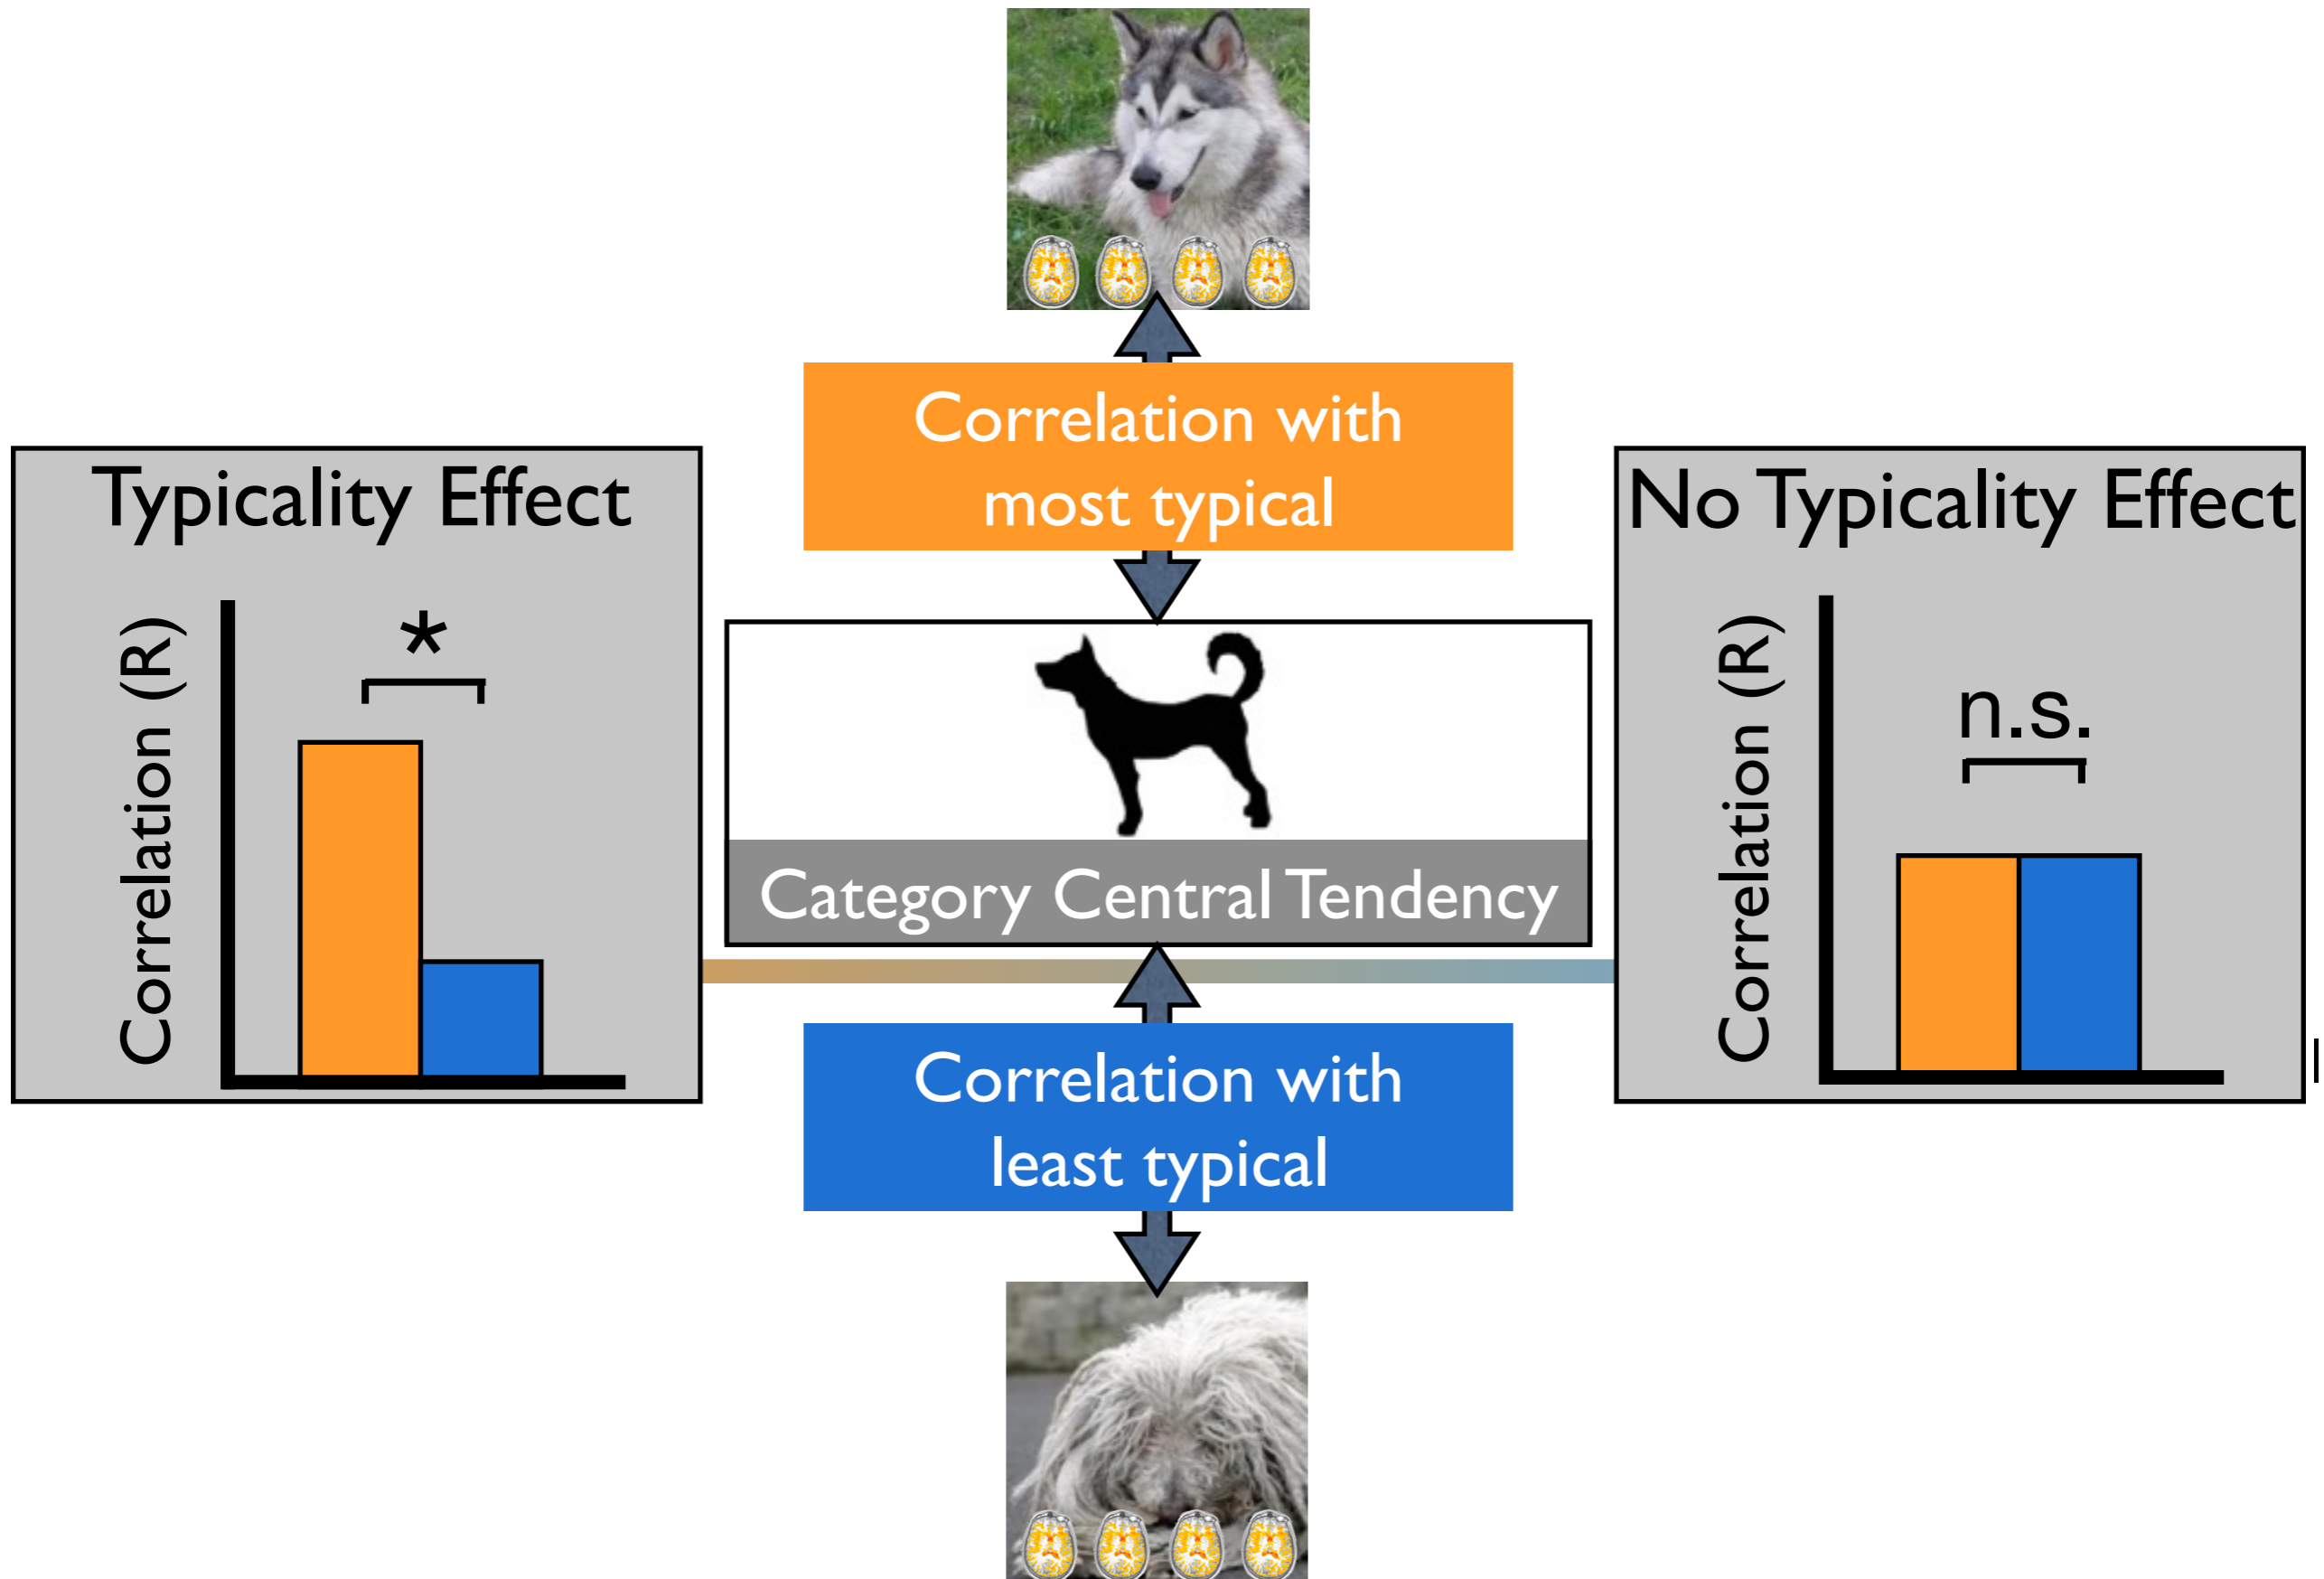 Correlation with
most typical
Typicality Effect
Correlation (R)
*
Category Central Tendency
No Typicality Effect
Correlation (R)
n.s.
Correlation with
least typical